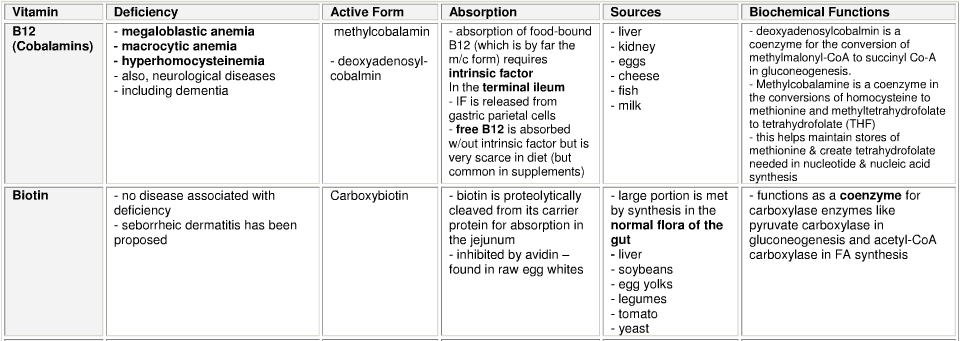 Vitamin
Deficiency
Active Form
Absorption
Sources
Biochemical Functions
B12
(Cobalamins)
- megaloblastic anemia
- macrocytic anemia
- hyperhomocysteinemia
- also, neurological diseases
- including dementia
methylcobalamin
- deoxyadenosyl-
cobalmin
- absorption of food-bound
B12 (which is by far the
m/c form) requires
intrinsic factor
In the terminal ileum
- IF is released from
gastric parietal cells
- free B12 is absorbed
w/out intrinsic factor but is
very scarce in diet (but
common in supplements)
- liver
- kidney
- eggs
- cheese
- fish
- milk
- deoxyadenosylcobalmin is a
coenzyme for the conversion of
methylmalonyl-CoA to succinyl Co-A
in gluconeogenesis.
- Methylcobalamine is a coenzyme in
the conversions of homocysteine to
methionine and methyltetrahydrofolate
to tetrahydrofolate (THF)
- this helps maintain stores of
methionine & create tetrahydrofolate
needed in nucleotide & nucleic acid
synthesis
Biotin
- no disease associated with
deficiency
- seborrheic dermatitis has been
proposed
Carboxybiotin
- biotin is proteolytically
cleaved from its carrier
protein for absorption in
the jejunum
- inhibited by avidin –
found in raw egg whites
- large portion is met
by synthesis in the
normal flora of the
gut
- liver
- soybeans
- egg yolks
- legumes
- tomato
- yeast
- functions as a coenzyme for
carboxylase enzymes like
pyruvate carboxylase in
gluconeogenesis and acetyl-CoA
carboxylase in FA synthesis